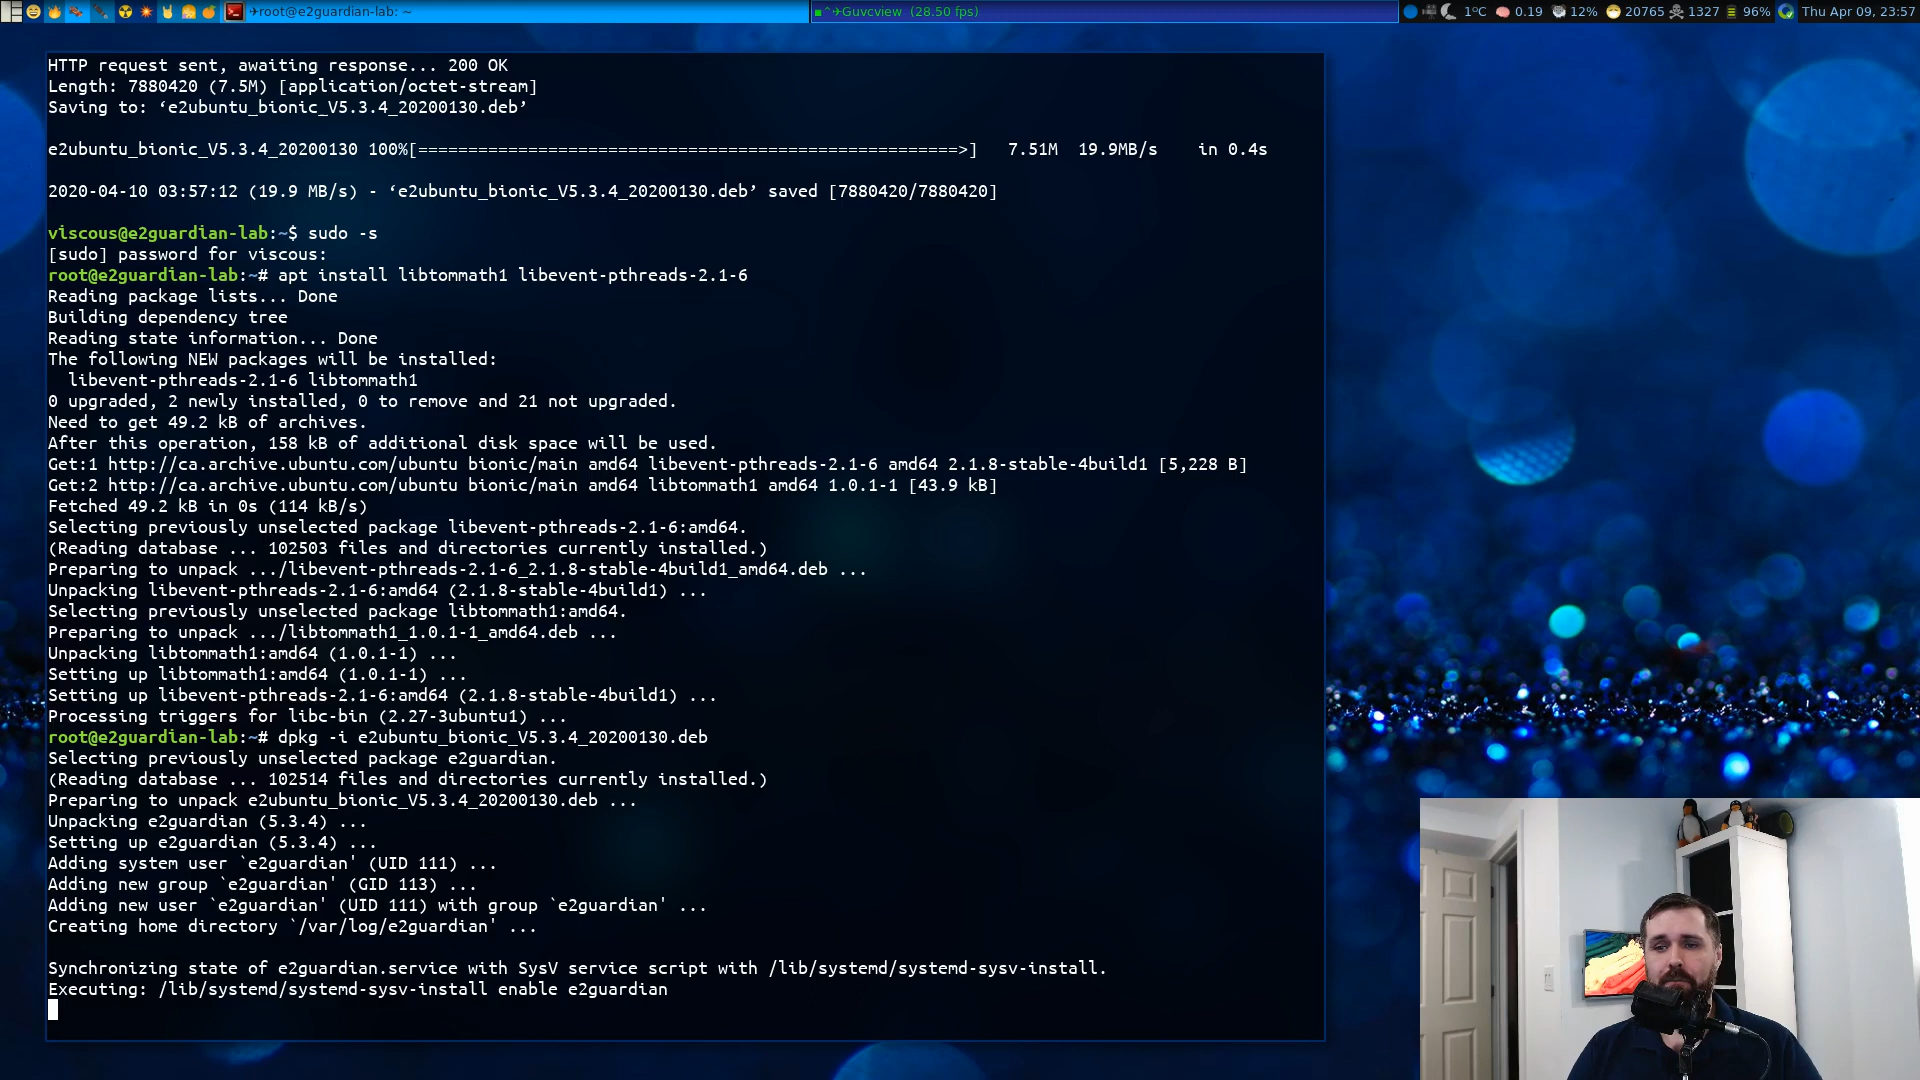 ✈root@e2guardian-lab: ~
■^✈Guvcview (28.50 fps)
1°C 0.19 12% 20765 1327 96% Thu Apr 09, 23:57
HTTP request sent, awaiting response... 200 OK
Length: 7880420 (7.5M) [application/octet-stream]
Saving to: ‘e2ubuntu_bionic_V5.3.4_20200130.deb’
e2ubuntu_bionic_V5.3.4_20200130 100%[======================================================>] 7.51M 19.9MB/s in 0.4s
2020-04-10 03:57:12 (19.9 MB/s) - ‘e2ubuntu_bionic_V5.3.4_20200130.deb’ saved [7880420/7880420]
viscous@e2guardian-lab:~$ sudo -s
[sudo] password for viscous:
root@e2guardian-lab:~# apt install libtommath1 libevent-pthreads-2.1-6
Reading package lists... Done
Building dependency tree
Reading state information... Done
The following NEW packages will be installed:
libevent-pthreads-2.1-6 libtommath1
0 upgraded, 2 newly installed, 0 to remove and 21 not upgraded.
Need to get 49.2 kB of archives.
After this operation, 158 kB of additional disk space will be used.
Get:1 http://ca.archive.ubuntu.com/ubuntu bionic/main amd64 libevent-pthreads-2.1-6 amd64 2.1.8-stable-4build1 [5,228 B]
Get:2 http://ca.archive.ubuntu.com/ubuntu bionic/main amd64 libtommath1 amd64 1.0.1-1 [43.9 kB]
Fetched 49.2 kB in 0s (114 kB/s)
Selecting previously unselected package libevent-pthreads-2.1-6:amd64.
(Reading database ... 102503 files and directories currently installed.)
Preparing to unpack .../libevent-pthreads-2.1-6_2.1.8-stable-4build1_amd64.deb ...
Unpacking libevent-pthreads-2.1-6:amd64 (2.1.8-stable-4build1) ...
Selecting previously unselected package libtommath1:amd64.
Preparing to unpack .../libtommath1_1.0.1-1_amd64.deb ...
Unpacking libtommath1:amd64 (1.0.1-1) ...
Setting up libtommath1:amd64 (1.0.1-1) ...
Setting up libevent-pthreads-2.1-6:amd64 (2.1.8-stable-4build1) ...
Processing triggers for libc-bin (2.27-3ubuntu1) ...
root@e2guardian-lab:~# dpkg -i e2ubuntu_bionic_V5.3.4_20200130.deb
Selecting previously unselected package e2guardian.
(Reading database ... 102514 files and directories currently installed.)
Preparing to unpack e2ubuntu_bionic_V5.3.4_20200130.deb ...
Unpacking e2guardian (5.3.4) ...
Setting up e2guardian (5.3.4) ...
Adding system user `e2guardian' (UID 111) ...
Adding new group `e2guardian' (GID 113) ...
Adding new user `e2guardian' (UID 111) with group `e2guardian' ...
Creating home directory `/var/log/e2guardian' ...
Synchronizing state of e2guardian.service with SysV service script with /lib/systemd/systemd-sysv-install.
Executing: /lib/systemd/systemd-sysv-install enable e2guardian